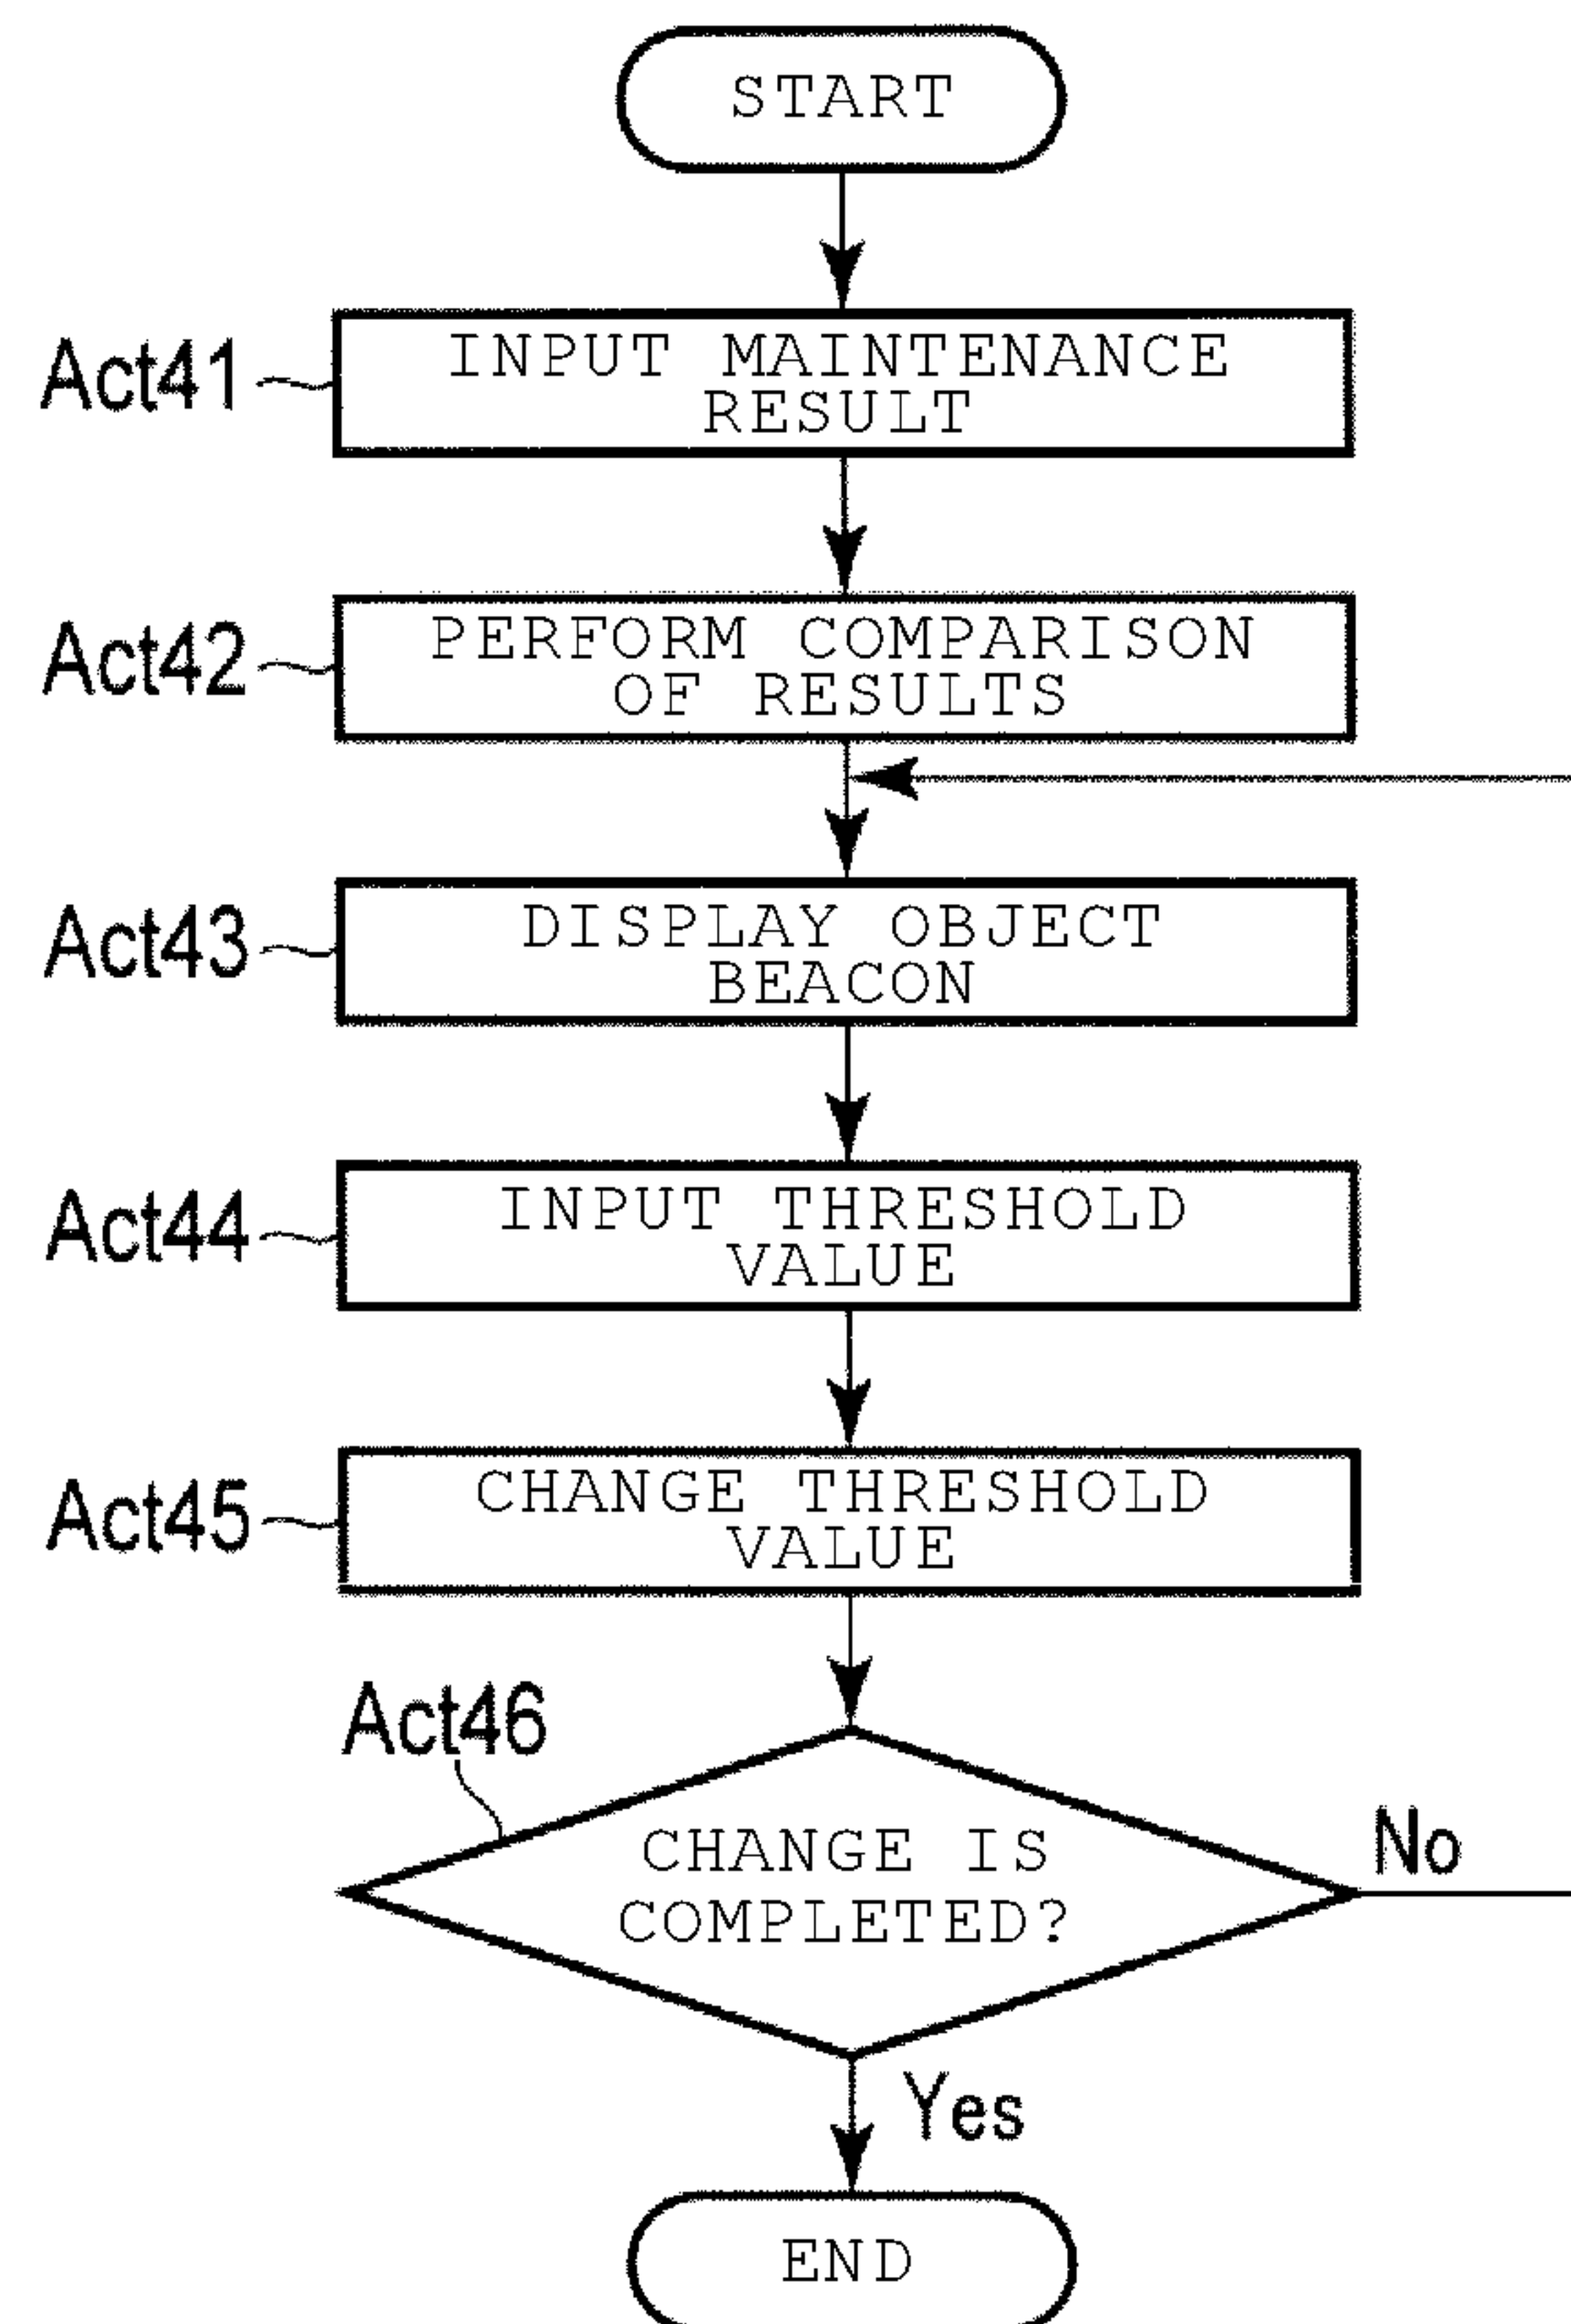 START
Act41
INPUT MAINTENANCE
RESULT
Act42
PERFORM COMPARISON
OF RESULTS
Act43
DISPLAY OBJECT
BEACON
Act44
INPUT THRESHOLD
VALUE
Act45
CHANGE THRESHOLD
VALUE
Act46
CHANGE IS
COMPLETED?
No
Yes
END